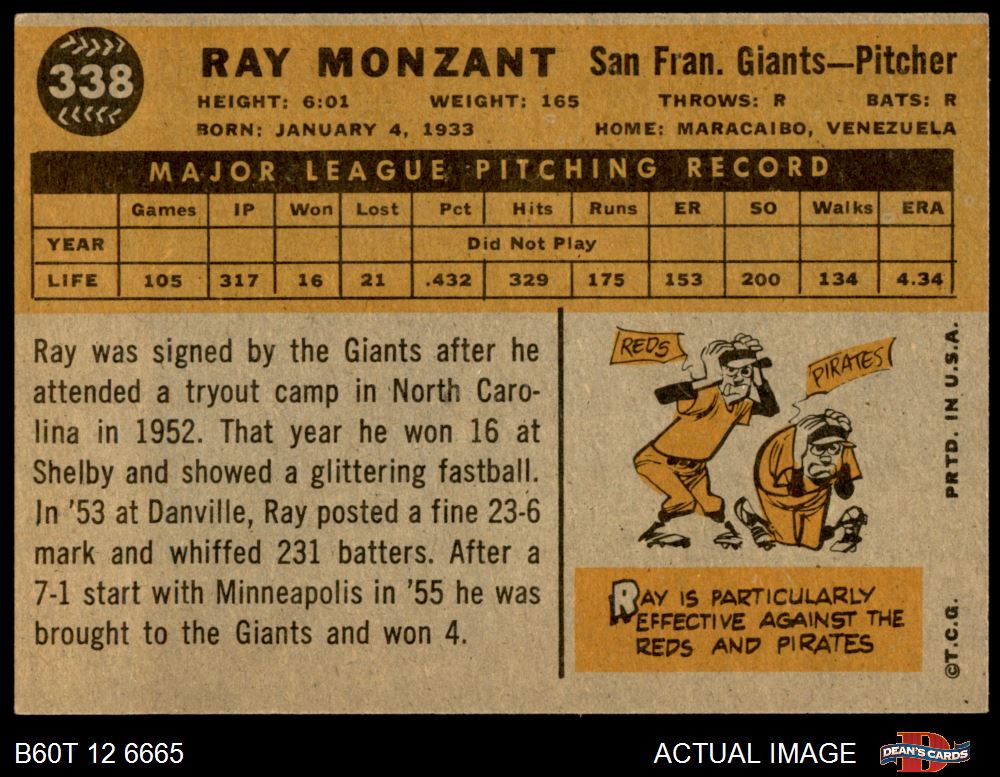 338
RAY MONZANT San Fran. Giants—Pitcher
HEIGHT: 6:01 WEIGHT: 165 THROWS: R BATS: R
BORN: JANUARY 4, 1933 HOME: MARACAIBO, VENEZUELA
MAJOR LEAGUE PITCHING RECORD
Games IP Won Lost Pct Hits Runs ER SO Walks ERA
YEAR Did Not Play
LIFE 105 317 16 21 .432 329 175 153 200 134 4.34
Ray was signed by the Giants after he
attended a tryout camp in North Caro-
lina in 1952. That year he won 16 at
Shelby and showed a glittering fastball.
In '53 at Danville, Ray posted a fine 23-6
mark and whiffed 231 batters. After a
7-1 start with Minneapolis in '55 he was
brought to the Giants and won 4.
REDS
PIRATES
RAY IS PARTICULARLY
EFFECTIVE AGAINST THE
REDS AND PIRATES
PRTD. IN U.S.A.
©T.C.G.
B60T 12 6665
ACTUAL IMAGE
D
DEAN'S CARDS